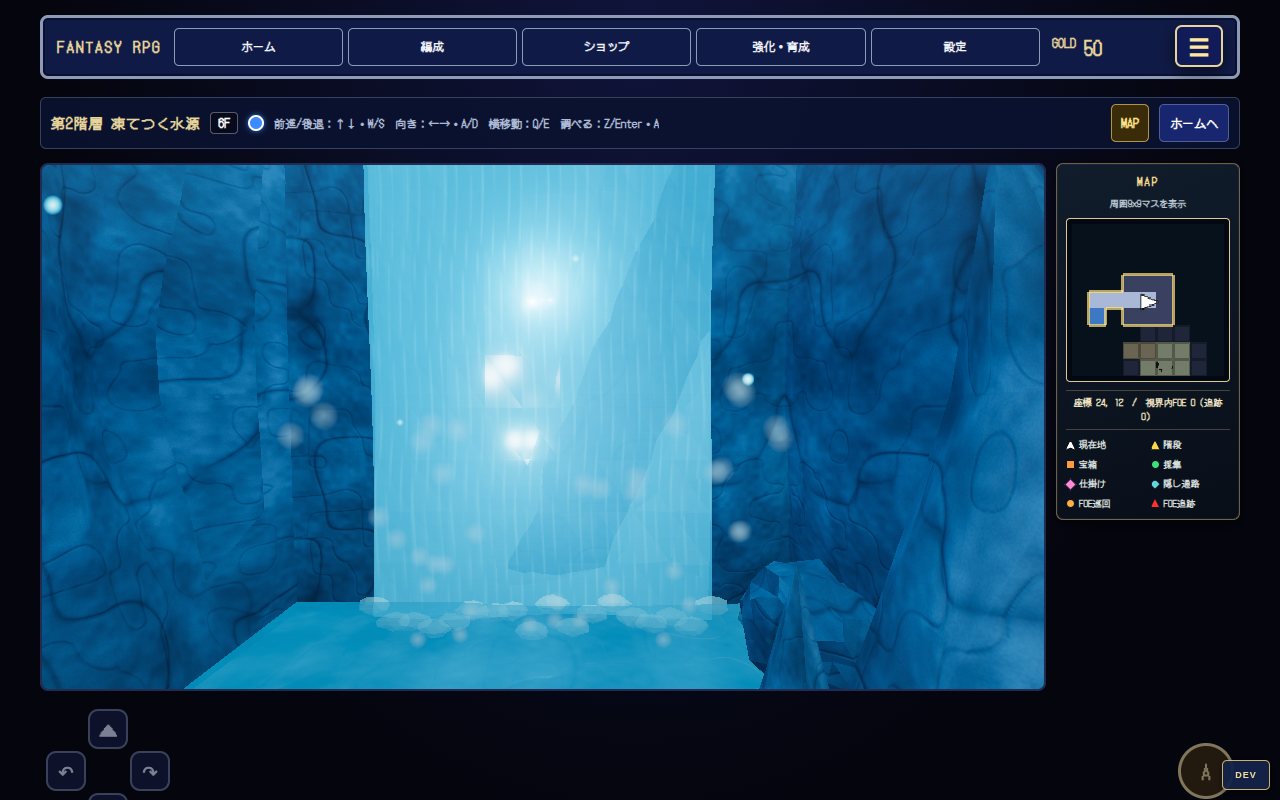 FANTASY RPG
ホーム
編成
ショップ
強化・育成
設定
GOLD 50
第2階層 凍てつく水源 6F 前進/後退：↑↓・W/S 向き：←→・A/D 横移動：Q/E 調べる：Z/Enter・A
MAP
ホームへ
MAP
周囲9x9マスを表示
座標 24, 12 / 視界内FOE 0（追跡
0）
現在地 階段
宝箱 採集
仕掛け 隠し通路
FOE巡回 FOE追跡
A
DEV